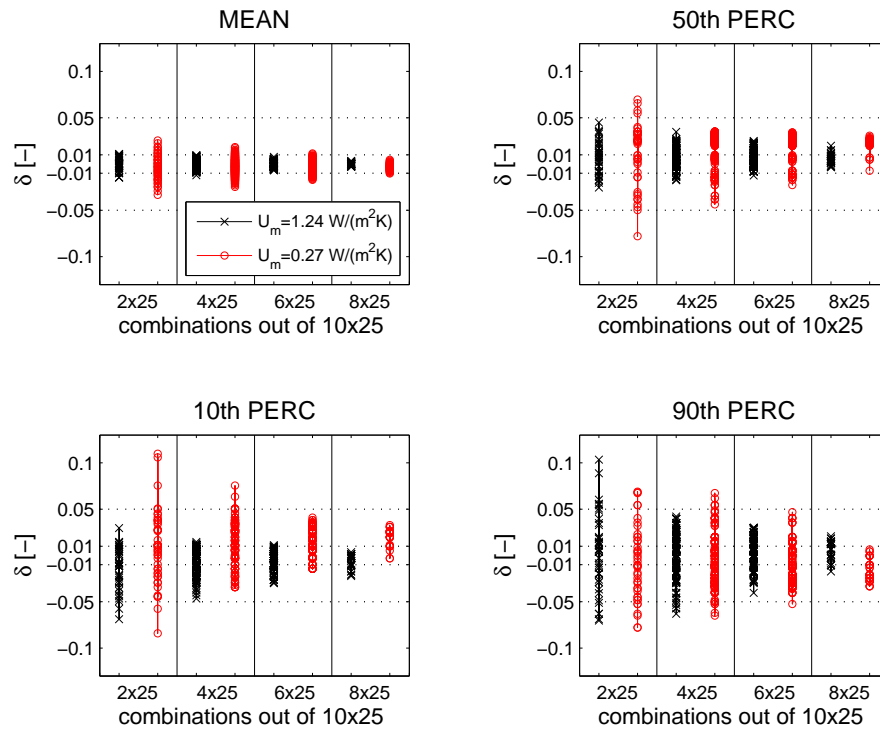 MEAN
0.1
0.05
0.01
−0.01
−0.05
−0.1
δ [−]
U_m=1.24 W/(m²K)
U_m=0.27 W/(m²K)
2x25 4x25 6x25 8x25
combinations out of 10x25
50th PERC
0.1
0.05
0.01
−0.01
−0.05
−0.1
δ [−]
2x25 4x25 6x25 8x25
combinations out of 10x25
10th PERC
0.1
0.05
0.01
−0.01
−0.05
−0.1
δ [−]
2x25 4x25 6x25 8x25
combinations out of 10x25
90th PERC
0.1
0.05
0.01
−0.01
−0.05
−0.1
δ [−]
2x25 4x25 6x25 8x25
combinations out of 10x25